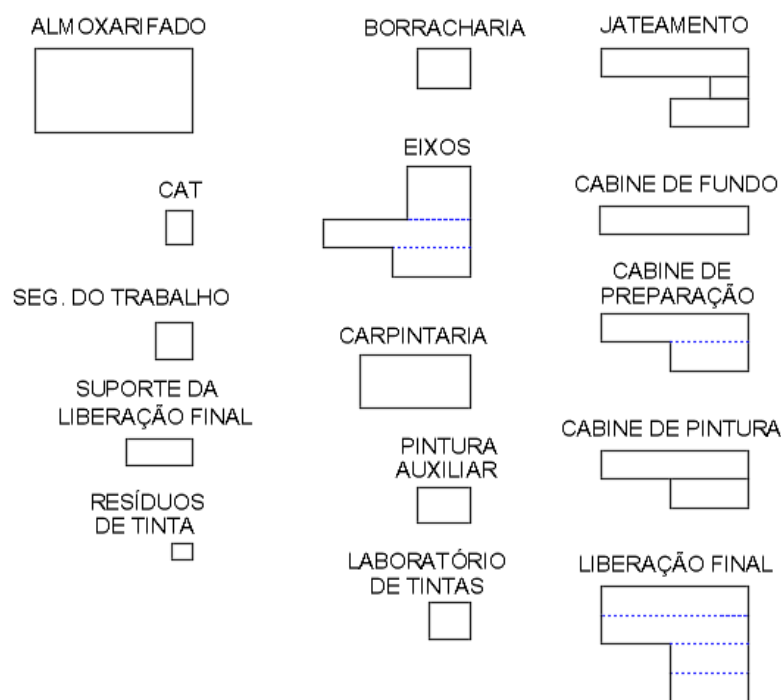 ALMOXARIFADO
CAT
SEG. DO TRABALHO
SUPORTE DA
LIBERAÇÃO FINAL
RESÍDUOS
DE TINTA
BORRACHARIA
EIXOS
CARPINTARIA
PINTURA
AUXILIAR
LABORATÓRIO
DE TINTAS
JATEAMENTO
CABINE DE FUNDO
CABINE DE
PREPARAÇÃO
CABINE DE PINTURA
LIBERAÇÃO FINAL